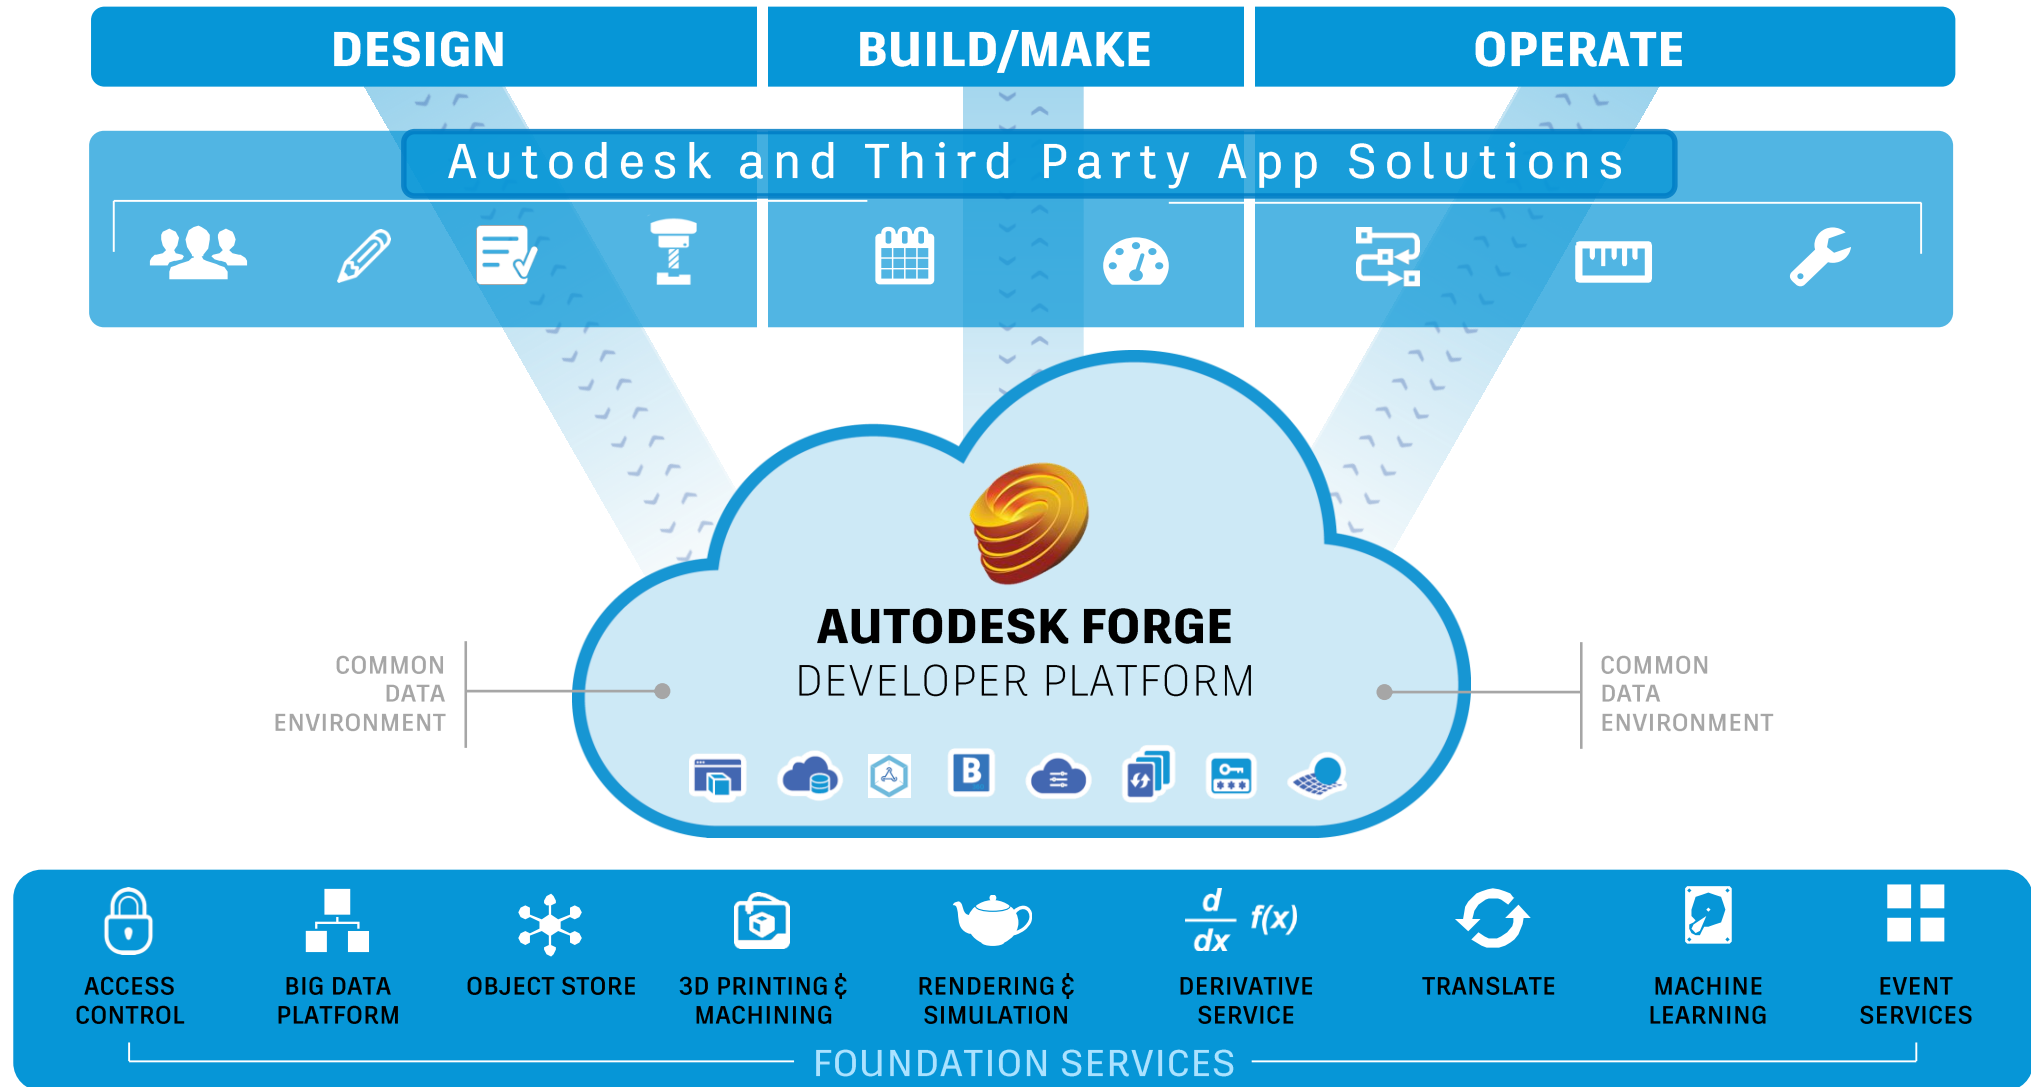 DESIGN
BUILD/MAKE
OPERATE
Autodesk and Third Party App Solutions
AUTODESK FORGE
DEVELOPER PLATFORM
COMMON
DATA
ENVIRONMENT
COMMON
DATA
ENVIRONMENT
B
d
dx
f(x)
ACCESS
CONTROL
BIG DATA
PLATFORM
OBJECT STORE
3D PRINTING &
MACHINING
RENDERING &
SIMULATION
DERIVATIVE
SERVICE
TRANSLATE
MACHINE
LEARNING
EVENT
SERVICES
FOUNDATION SERVICES